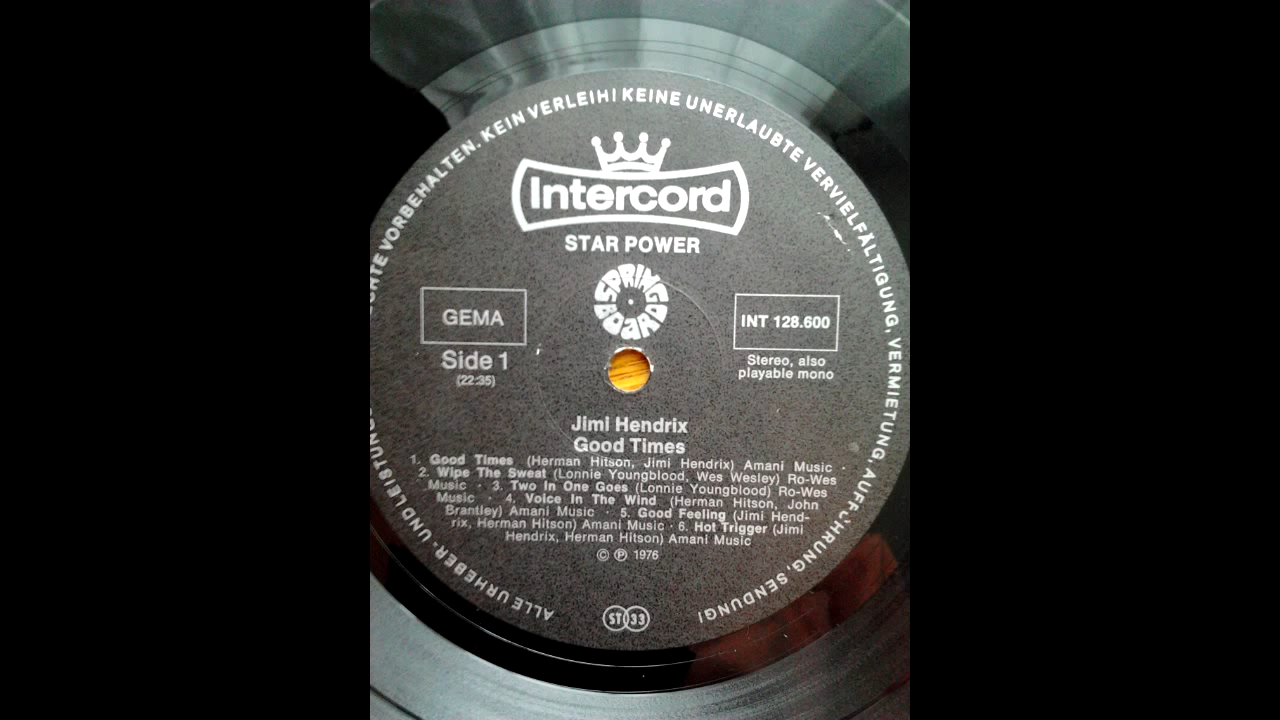 ALLE URHEBER- UND LEISTUNGS
HTE VORBEHALTEN. KEIN VERLEIH! KEINE UNERLAUBTE VERVIELFÄLTIGUNG, VERMIETUNG, AUFFÜHRUNG, SENDUNG!
Intercord
STAR POWER
SPRING BOARD
GEMA
INT 128.600
Side 1
(22:35)
Stereo, also
playable mono
Jimi Hendrix
Good Times
1. Good Times (Herman Hitson, Jimi Hendrix) Amani Music ·
2. Wipe The Sweat (Lonnie Youngblood, Wes Wesley) Ro-Wes
Music · 3. Two In One Goes (Lonnie Youngblood) Ro-Wes
Music · 4. Voice In The Wind (Herman Hitson, John
Brantley) Amani Music · 5. Good Feeling (Jimi Hend-
rix, Herman Hitson) Amani Music · 6. Hot Trigger (Jimi
Hendrix, Herman Hitson) Amani Music
© ℗ 1976
ST 33